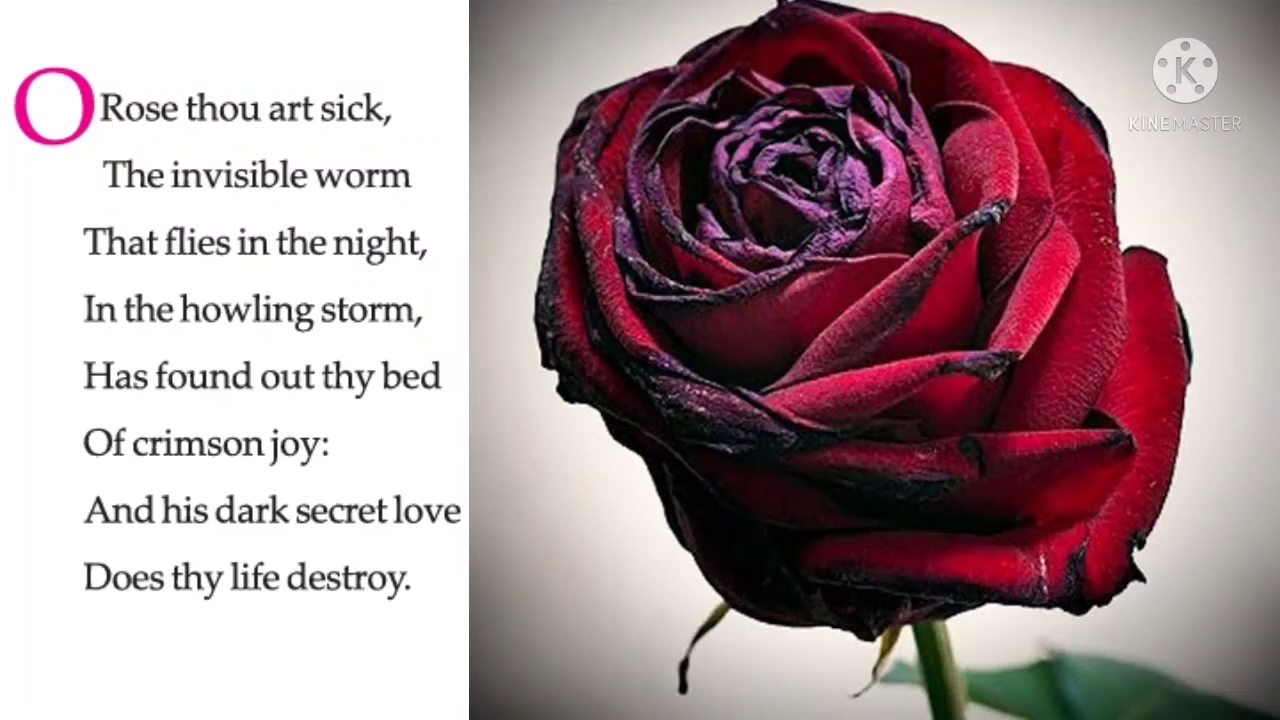 O Rose thou art sick,
The invisible worm
That flies in the night,
In the howling storm,
Has found out thy bed
Of crimson joy:
And his dark secret love
Does thy life destroy.
K
KINEMASTER